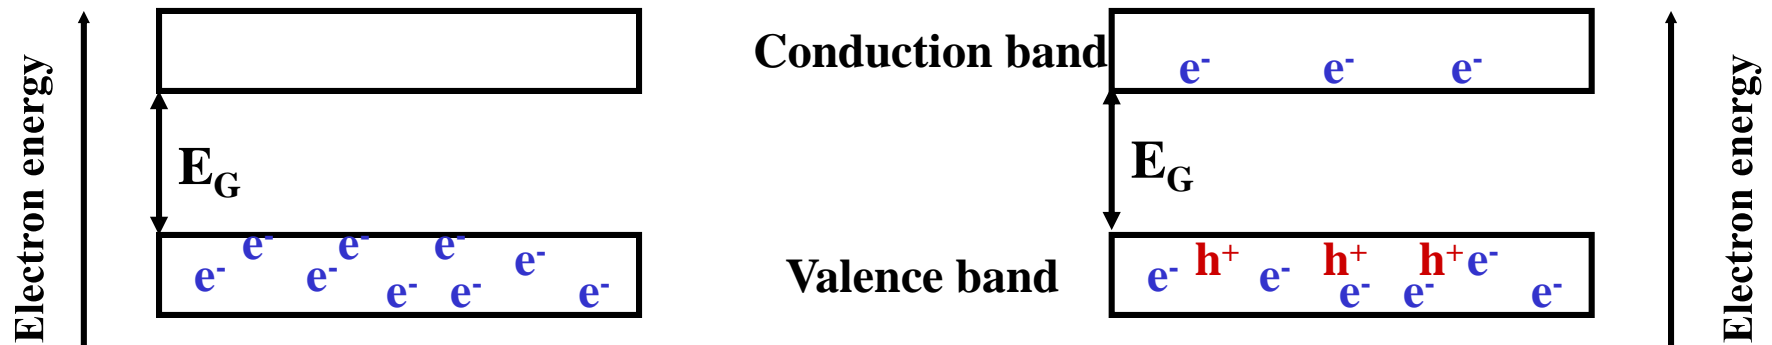 Electron energy
E_G
e⁻ e⁻ e⁻ e⁻
e⁻ e⁻ e⁻ e⁻ e⁻
Conduction band
Valence band
e⁻ e⁻ e⁻
E_G
h⁺ h⁺ h⁺ e⁻
e⁻ e⁻ e⁻ e⁻ e⁻
Electron energy